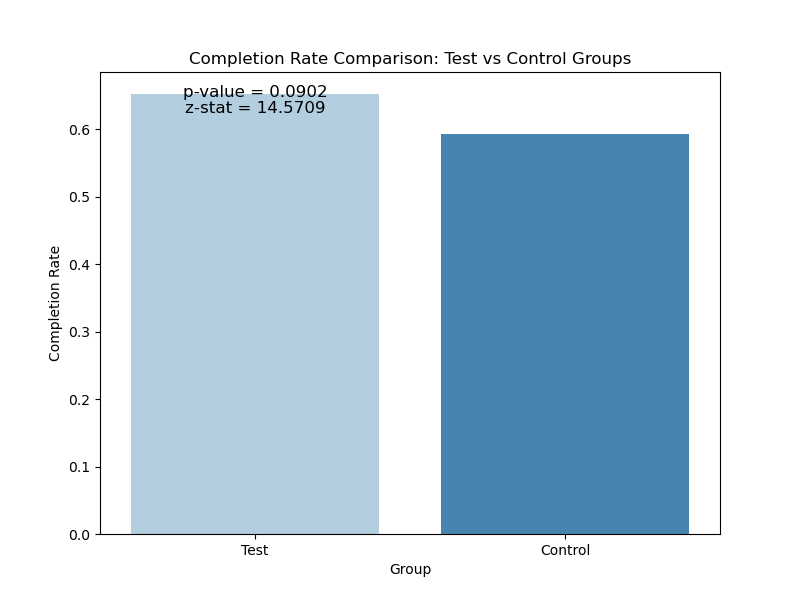 Completion Rate Comparison: Test vs Control Groups
p-value = 0.0902
z-stat = 14.5709
0.6
0.5
0.4
0.3
0.2
0.1
0.0
Completion Rate
Test
Control
Group